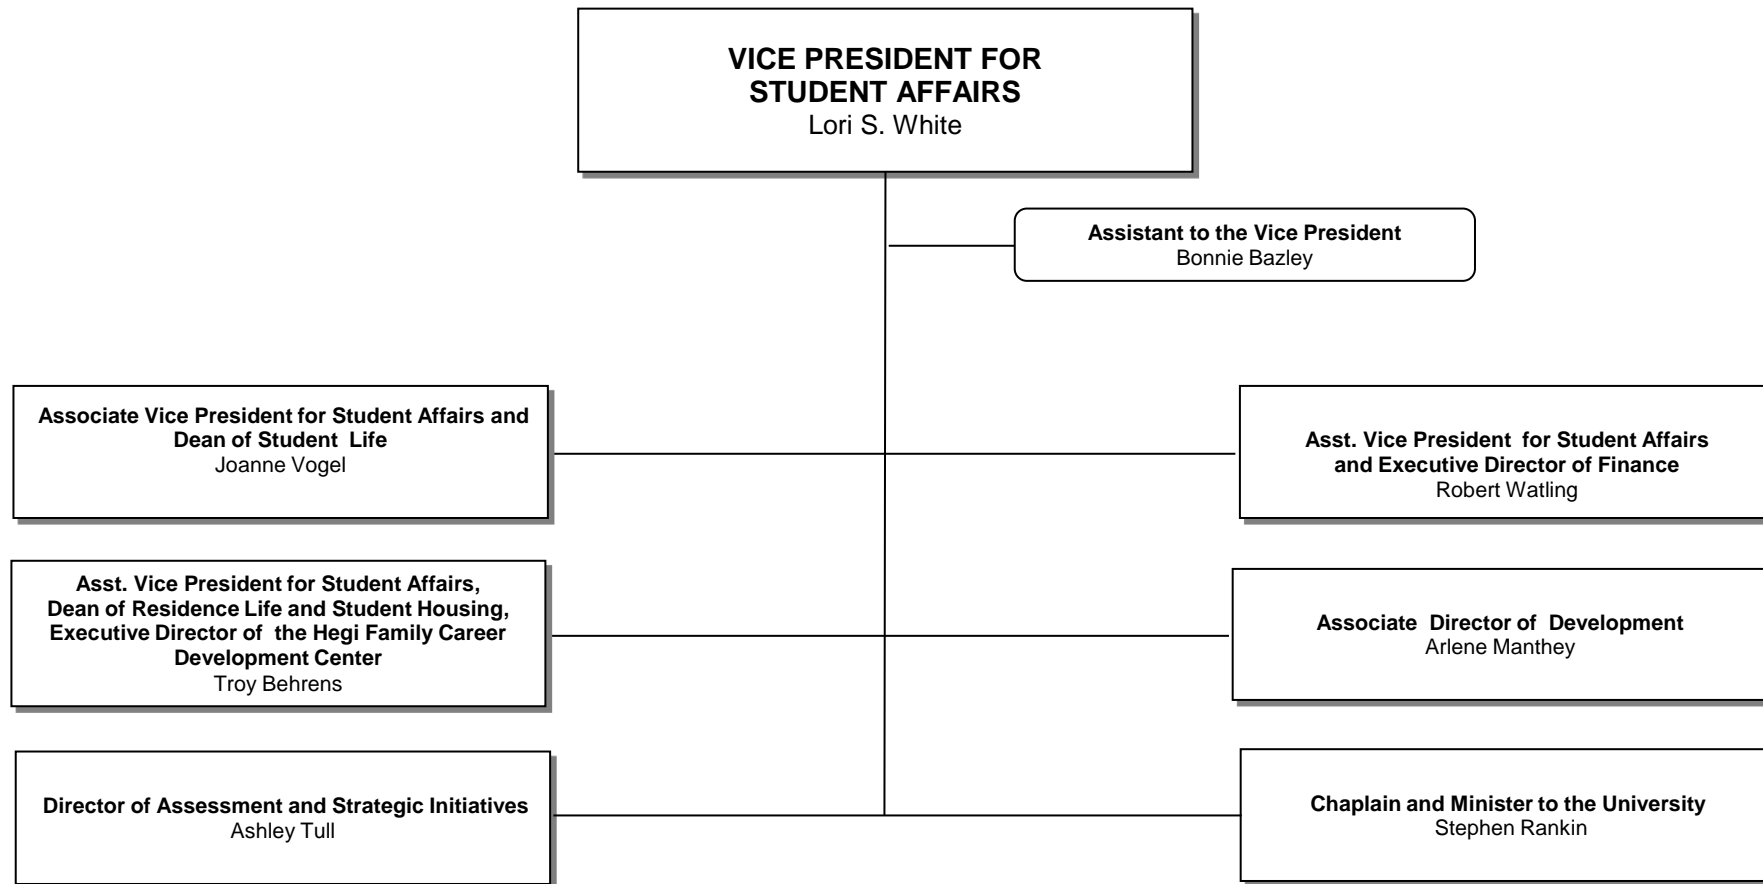 VICE PRESIDENT FOR
STUDENT AFFAIRS
Lori S. White
Assistant to the Vice President
Bonnie Bazley
Associate Vice President for Student Affairs and
Dean of Student Life
Joanne Vogel
Asst. Vice President for Student Affairs
and Executive Director of Finance
Robert Watling
Asst. Vice President for Student Affairs,
Dean of Residence Life and Student Housing,
Executive Director of the Hegi Family Career
Development Center
Troy Behrens
Associate Director of Development
Arlene Manthey
Director of Assessment and Strategic Initiatives
Ashley Tull
Chaplain and Minister to the University
Stephen Rankin